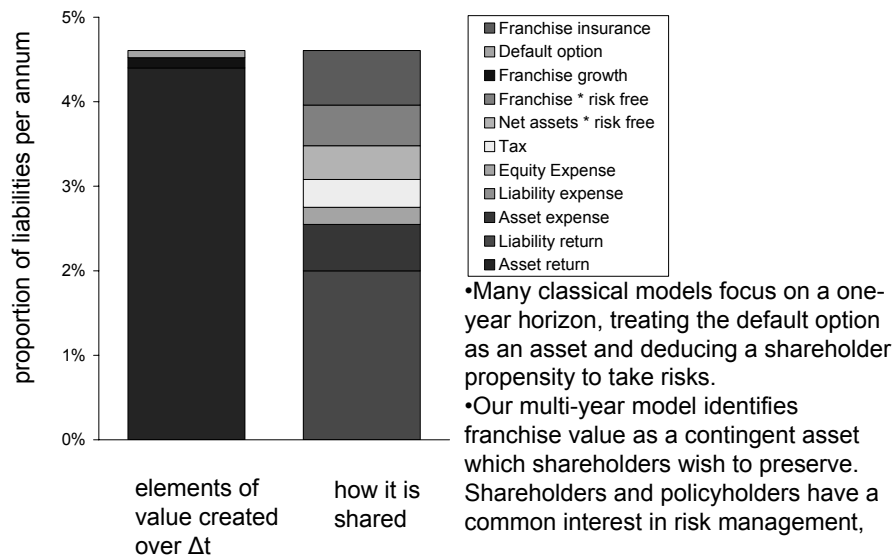 proportion of liabilities per annum
5%
4%
3%
2%
1%
0%
elements of
value created
over Δt
how it is
shared
Franchise insurance
Default option
Franchise growth
Franchise * risk free
Net assets * risk free
Tax
Equity Expense
Liability expense
Asset expense
Liability return
Asset return
•Many classical models focus on a one-
year horizon, treating the default option
as an asset and deducing a shareholder
propensity to take risks.
•Our multi-year model identifies
franchise value as a contingent asset
which shareholders wish to preserve.
Shareholders and policyholders have a
common interest in risk management,